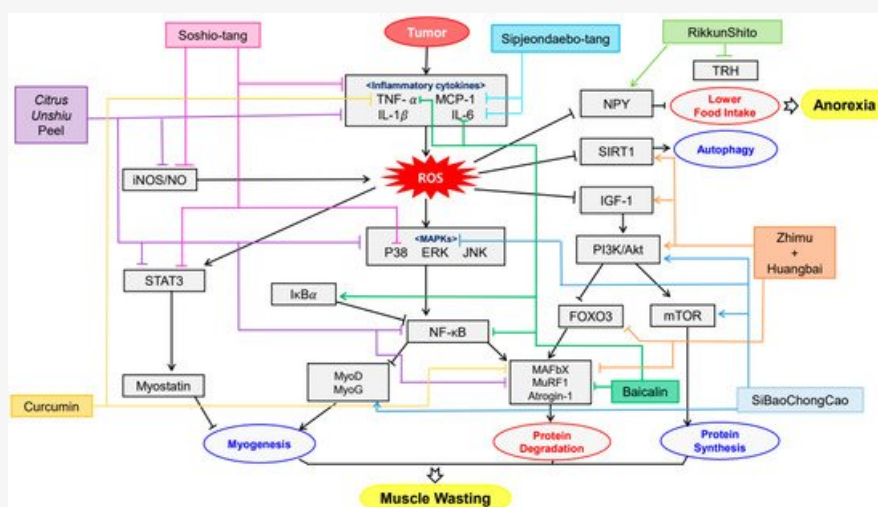 Soshio-tang
Tumor
Sipjeondaebo-tang
RikkunShito
<Inflammatory cytokines>
TNF- α MCP-1
IL-1β IL-6
TRH
Citrus
Unshiu
Peel
NPY
Lower
Food Intake
Anorexia
SIRT1
Autophagy
iNOS/NO
ROS
IGF-1
<MAPKs>
P38 ERK JNK
PI3K/Akt
Zhimu
+
Huangbai
STAT3
IκBα
FOXO3
mTOR
NF-κB
Myostatin
MyoD
MyoG
MAFbX
MuRF1
Atrogin-1
Baicalin
Curcumin
SiBaoChongCao
Myogenesis
Protein
Degradation
Protein
Synthesis
Muscle Wasting